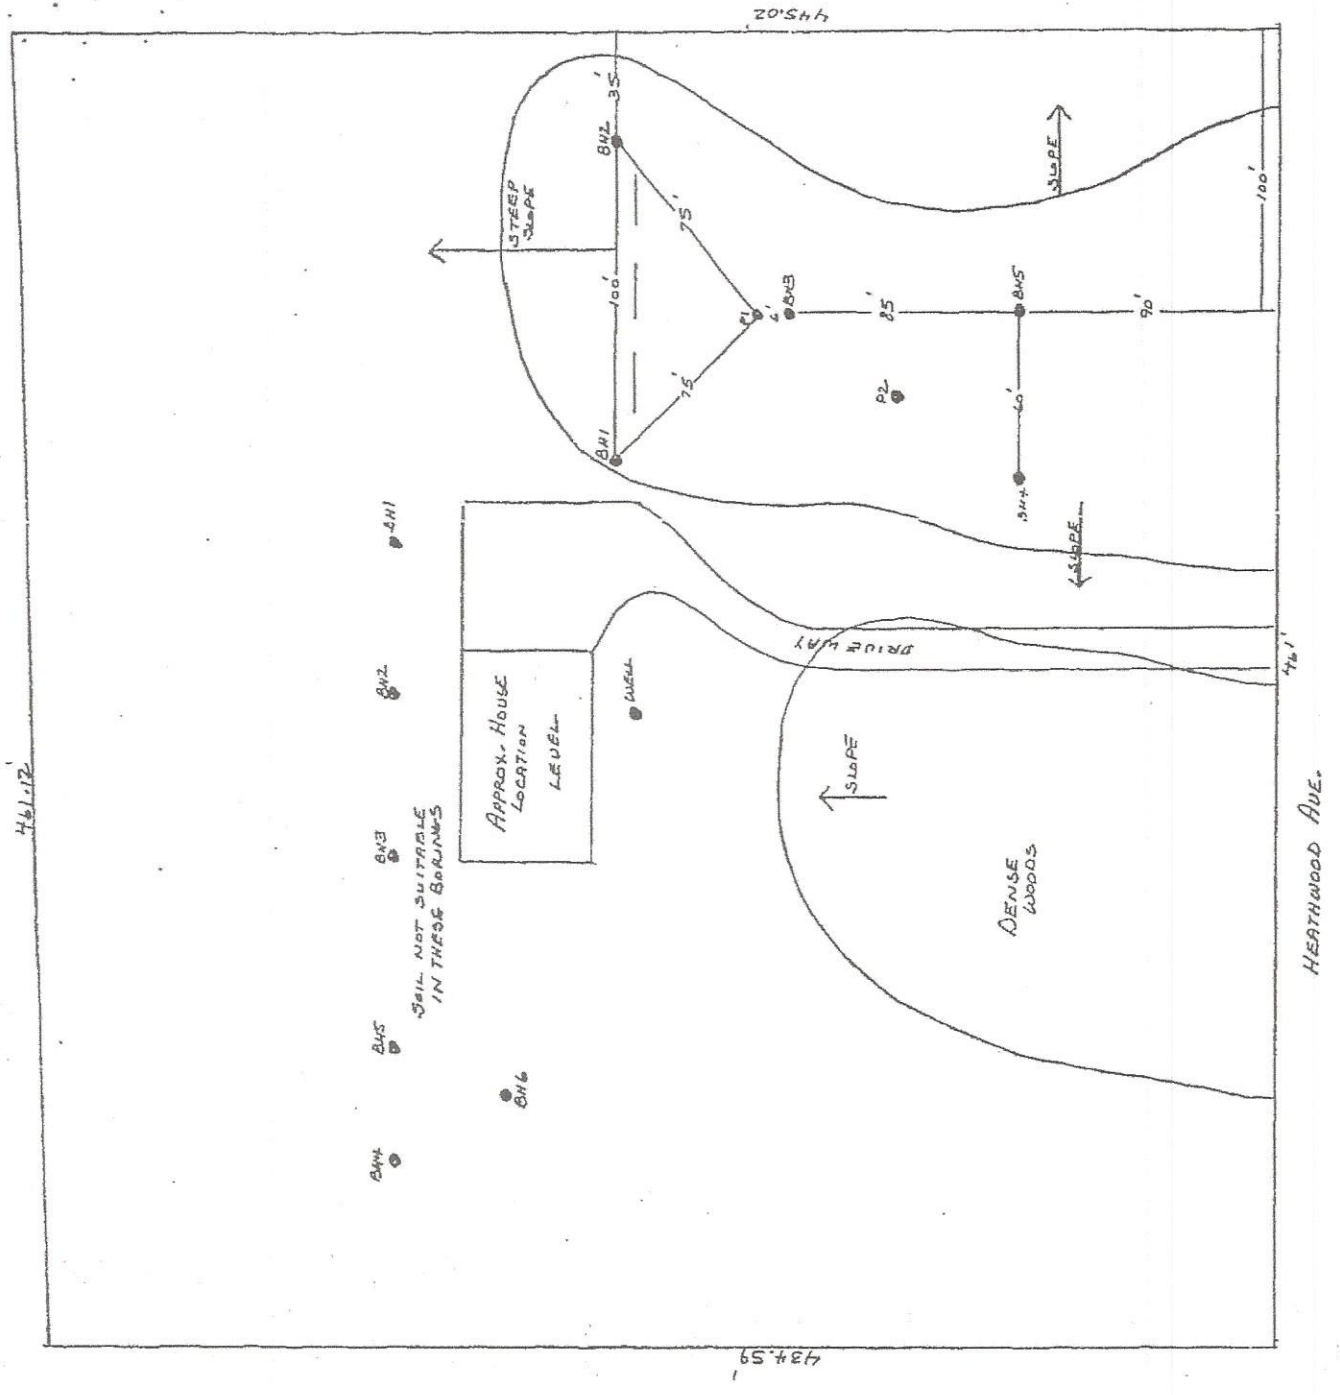 461.12'
BH4
BH5
BH3
BH2
BH1
SOIL NOT SUITABLE
IN THESE BORINGS
BH6
APPROX. HOUSE
LOCATION
LEVEL
WELL
DRIVEWAY
SLOPE
DENSE
WOODS
STEEP
SLOPE
BH1
100'
BH2
35'
75'
75'
P1
6'
BH3
85'
P2
BH4
60'
BH5
90'
SLOPE
SLOPE
100'
445.02'
434.59'
461'
HEATHWOOD AVE.